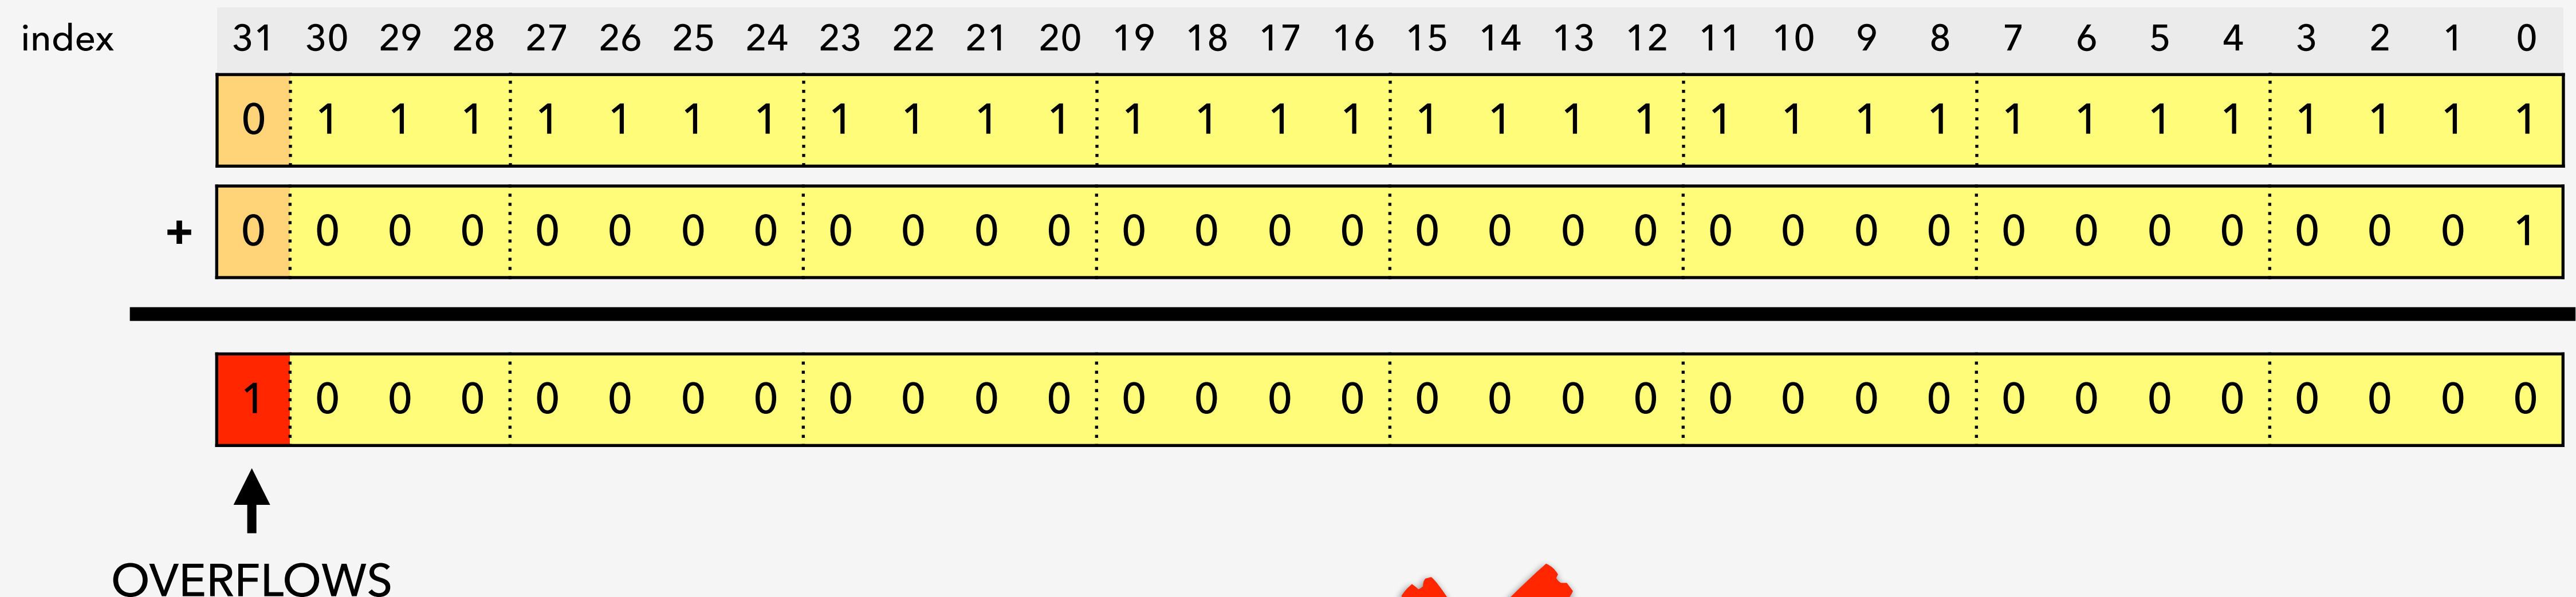 index 31 30 29 28 27 26 25 24 23 22 21 20 19 18 17 16 15 14 13 12 11 10 9 8 7 6 5 4 3 2 1 0
0 1 1 1 1 1 1 1 1 1 1 1 1 1 1 1 1 1 1 1 1 1 1 1 1 1 1 1 1 1 1 1
+ 0 0 0 0 0 0 0 0 0 0 0 0 0 0 0 0 0 0 0 0 0 0 0 0 0 0 0 0 0 0 0 1
1 0 0 0 0 0 0 0 0 0 0 0 0 0 0 0 0 0 0 0 0 0 0 0 0 0 0 0 0 0 0 0
OVERFLOWS